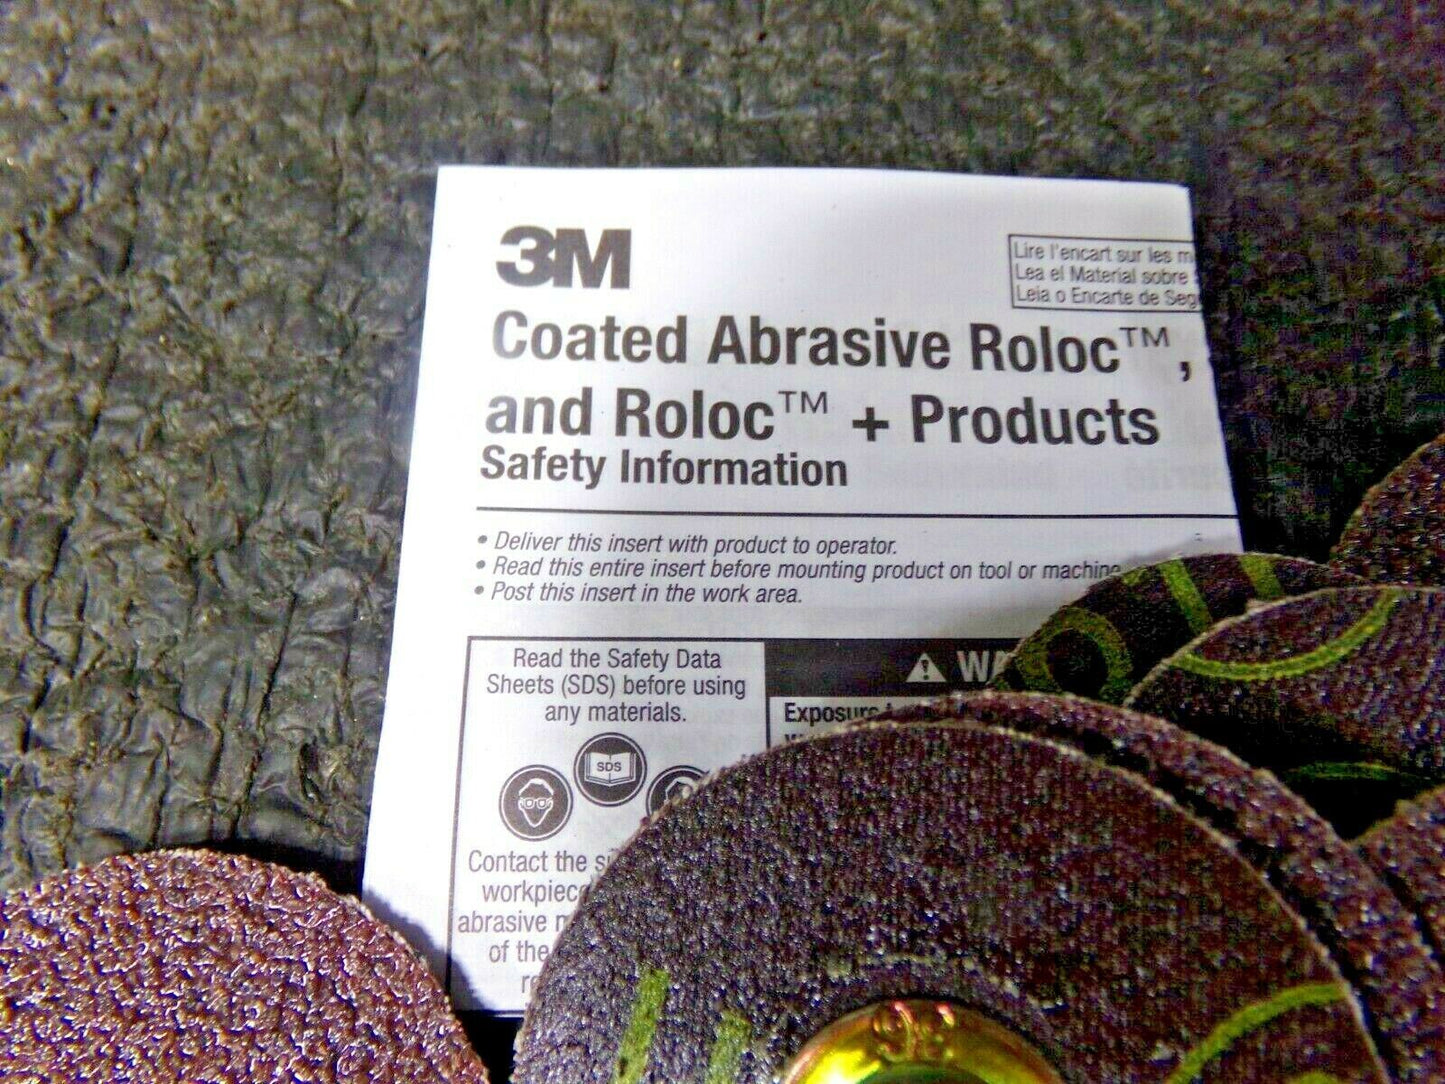 3M
Lire l'encart sur les
Lea el Material sobre
Leia o Encarte de
Coated Abrasive Roloc™,
and Roloc™ + Products
Safety Information
• Deliver this insert with product to operator.
• Read this entire insert before mounting product on tool or machine
• Post this insert in the work area.
Read the Safety Data
Sheets (SDS) before using
any materials.
SDS
Contact the
workpiece
abrasive
of the
Exposure
36